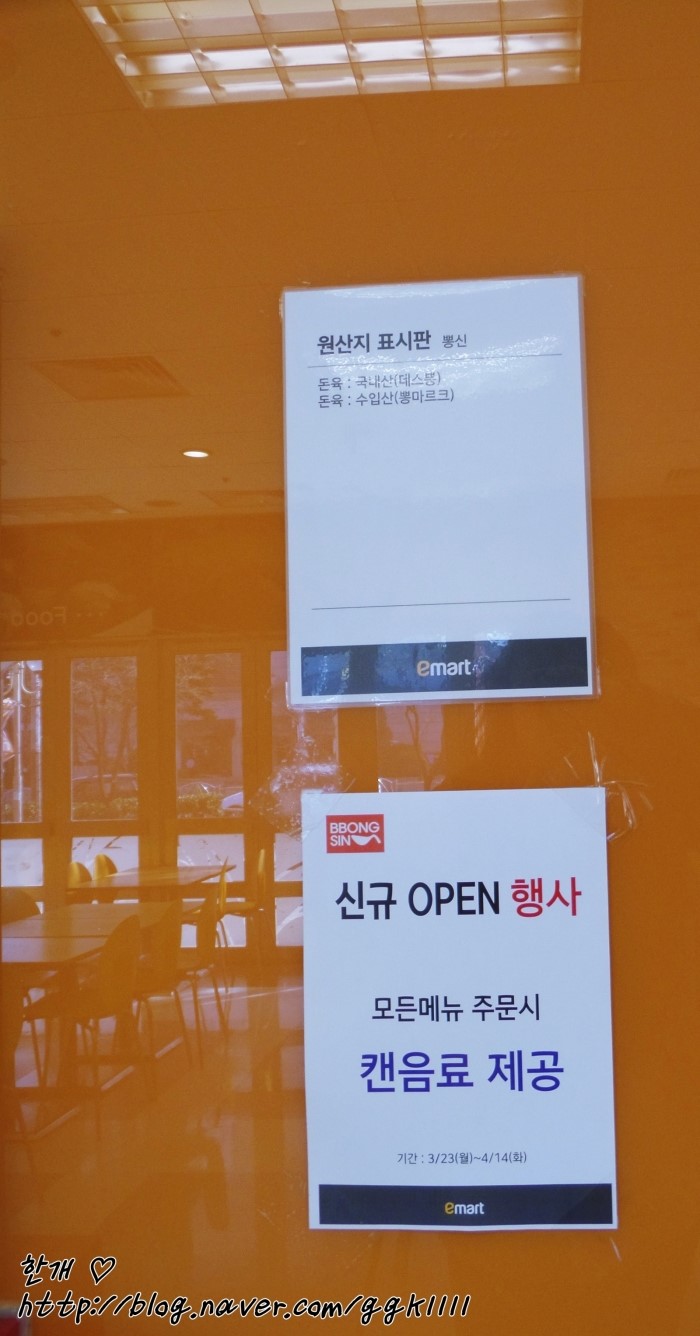 원산지 표시판 뽕신
돈육 : 국내산(데스뽕)
돈육 : 수입산(뽕마르크)
emart
Food
BBONG
SIN
신규 OPEN 행사
모든메뉴 주문시
캔음료 제공
기간 : 3/23(월)~4/14(화)
emart
한개 ♡
http://blog.naver.com/ggk1111